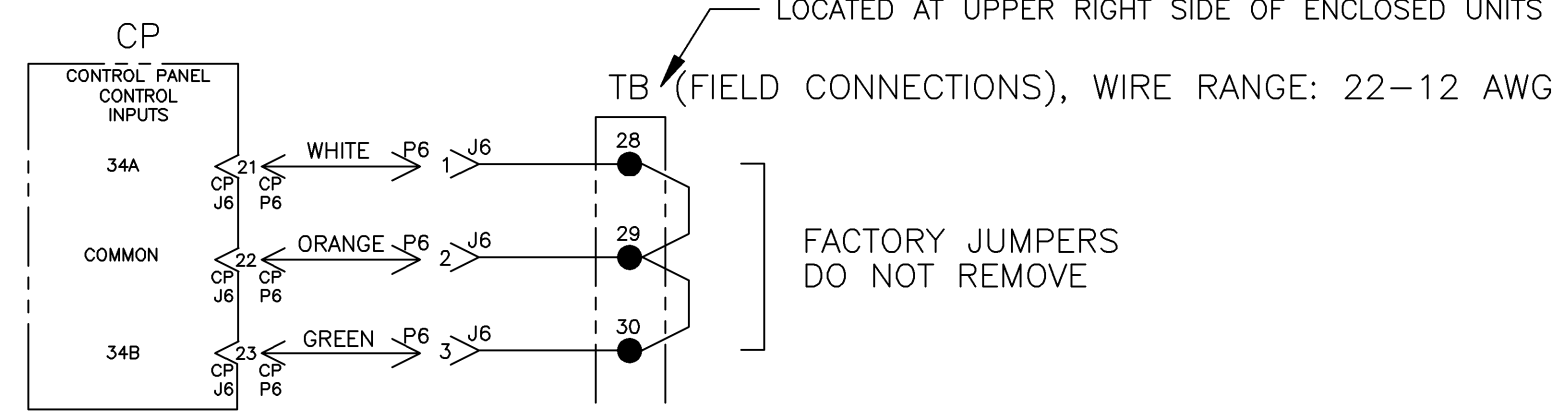 LOCATED AT UPPER RIGHT SIDE OF ENCLOSED UNITS
CP
TB (FIELD CONNECTIONS), WIRE RANGE: 22-12 AWG
CONTROL PANEL
CONTROL
INPUTS
34A
21
CP
J6
CP
P6
WHITE
P6
1
J6
28
COMMON
22
CP
J6
CP
P6
ORANGE
P6
2
J6
29
34B
23
CP
J6
CP
P6
GREEN
P6
3
J6
30
FACTORY JUMPERS
DO NOT REMOVE